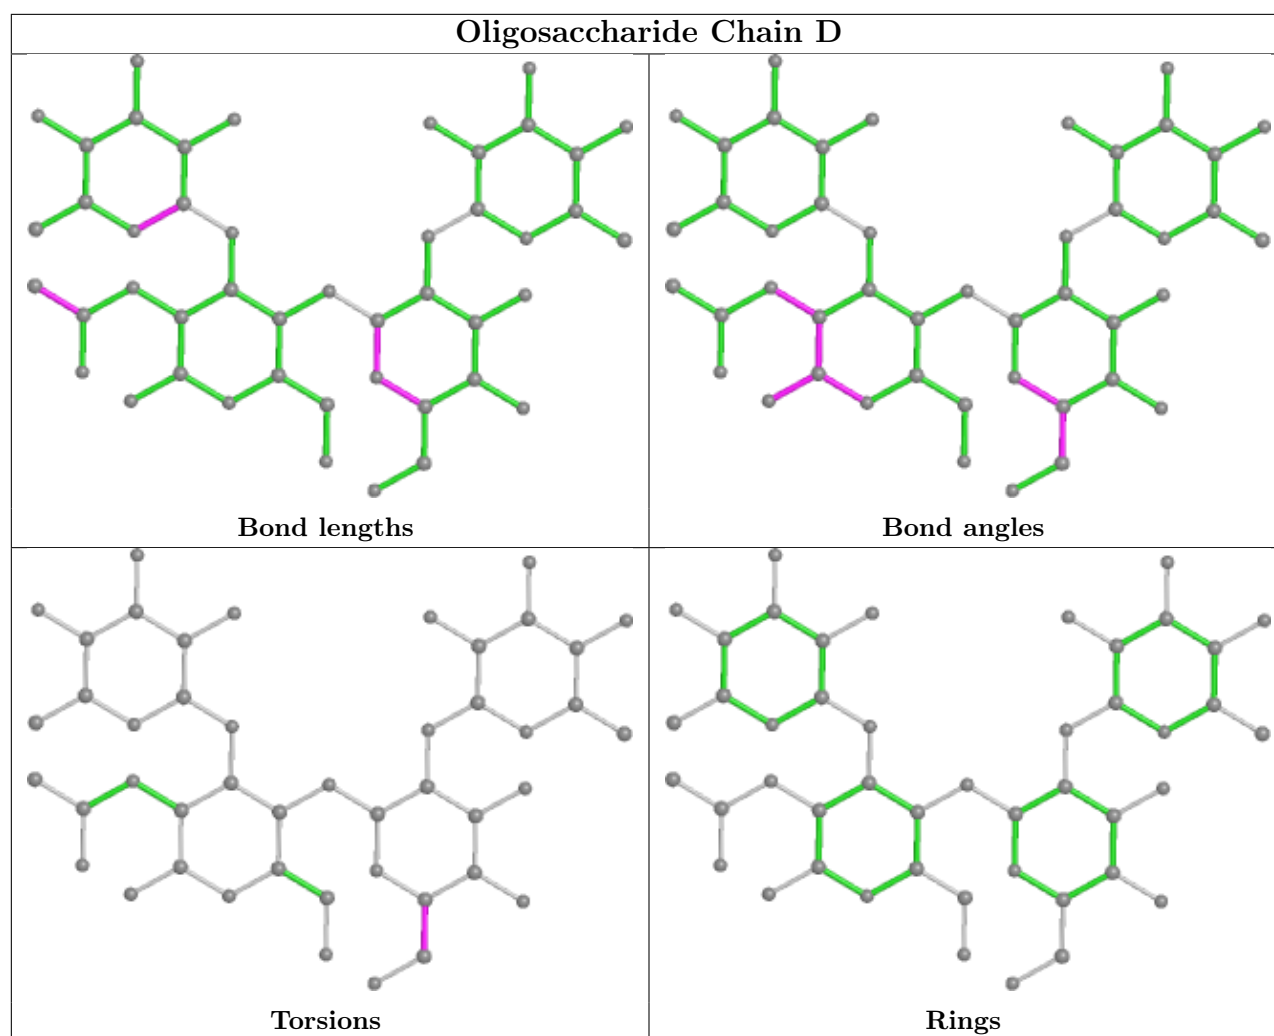 Oligosaccharide Chain D
Bond lengths
Bond angles
Torsions
Rings